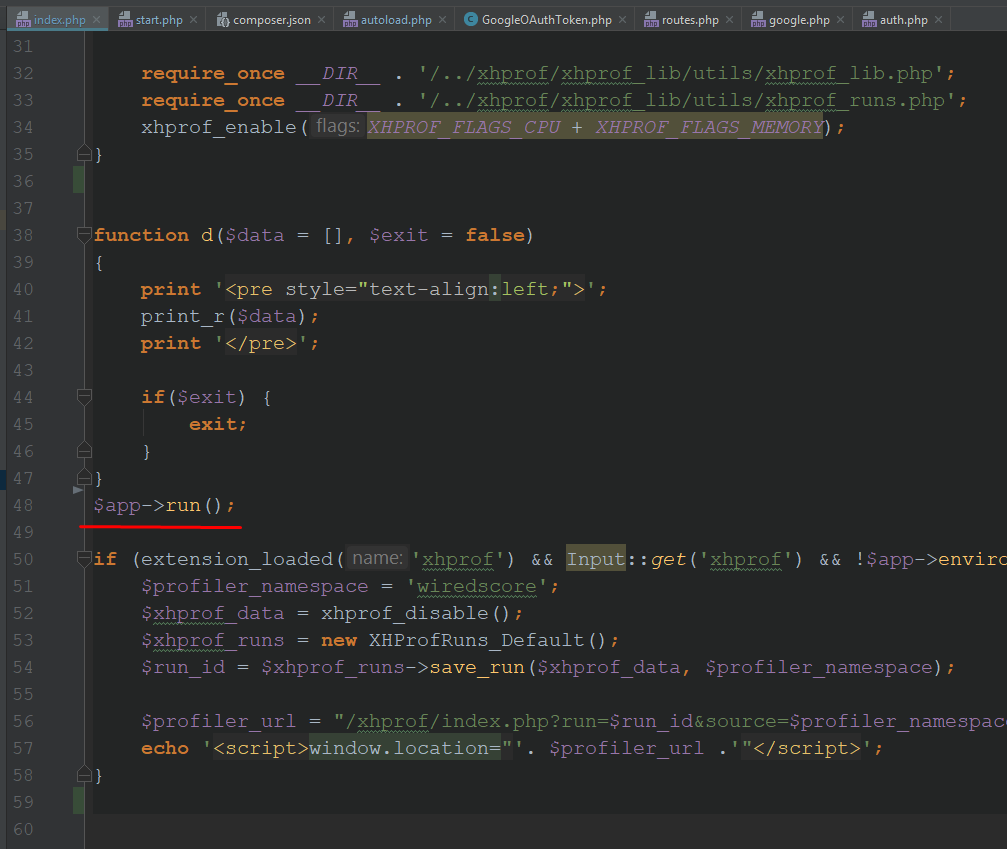 index.php start.php composer.json autoload.php GoogleOAuthToken.php routes.php google.php auth.php
31
32 require_once __DIR__ . '/../xhprof/xhprof_lib/utils/xhprof_lib.php';
33 require_once __DIR__ . '/../xhprof/xhprof_lib/utils/xhprof_runs.php';
34 xhprof_enable( flags: XHPROF_FLAGS_CPU + XHPROF_FLAGS_MEMORY);
35 }
36
37
38 function d($data = [], $exit = false)
39 {
40 print '<pre style="text-align:left;">';
41 print_r($data);
42 print '</pre>';
43
44 if($exit) {
45 exit;
46 }
47 }
48 $app->run();
49
50 if (extension_loaded( name: 'xhprof') && Input::get('xhprof') && !$app->enviro
51 $profiler_namespace = 'wiredscore';
52 $xhprof_data = xhprof_disable();
53 $xhprof_runs = new XHProfRuns_Default();
54 $run_id = $xhprof_runs->save_run($xhprof_data, $profiler_namespace);
55
56 $profiler_url = "/xhprof/index.php?run=$run_id&source=$profiler_namespace
57 echo '<script>window.location="'. $profiler_url .'"</script>';
58 }
59
60